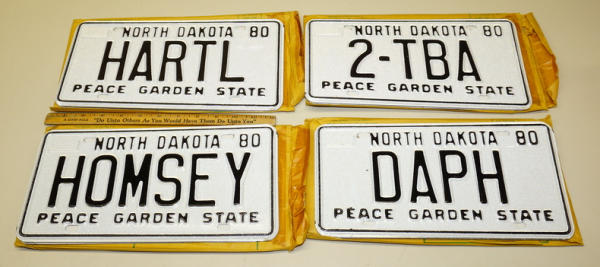 NORTH DAKOTA 80
HARTL
PEACE GARDEN STATE
NORTH DAKOTA 80
2-TBA
PEACE GARDEN STATE
"Do Unto Others As You Would Have Them Do Unto You"
NORTH DAKOTA 80
HOMSEY
PEACE GARDEN STATE
NORTH DAKOTA 80
DAPH
PEACE GARDEN STATE